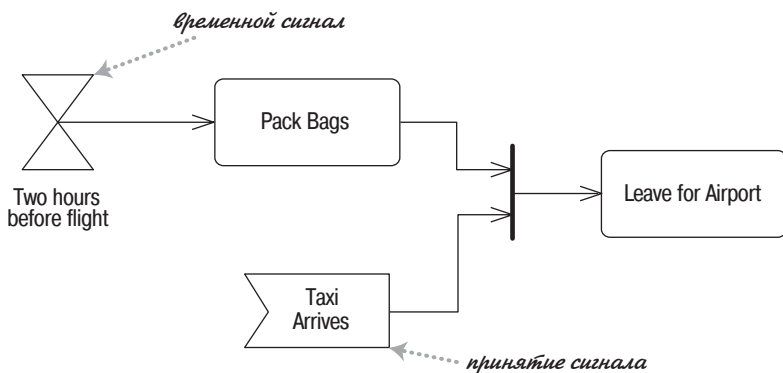 временной сигнал
Pack Bags
Two hours
before flight
Leave for Airport
Taxi
Arrives
принятие сигнала